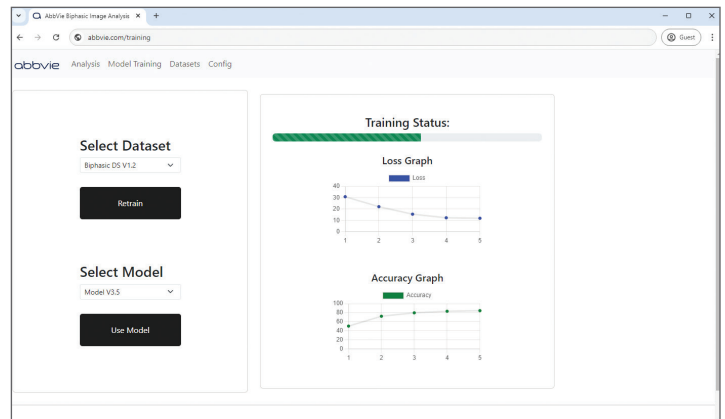 AbbVie Biphasic Image Analysis
abbvie.com/training
Guest
abbvie Analysis Model Training Datasets Config
Select Dataset
Biphasic DS V1.2
Retrain
Select Model
Model V3.5
Use Model
Training Status:
Loss Graph
Loss
40
30
20
10
0
1 2 3 4 5
Accuracy Graph
Accuracy
100
80
60
40
20
0
1 2 3 4 5